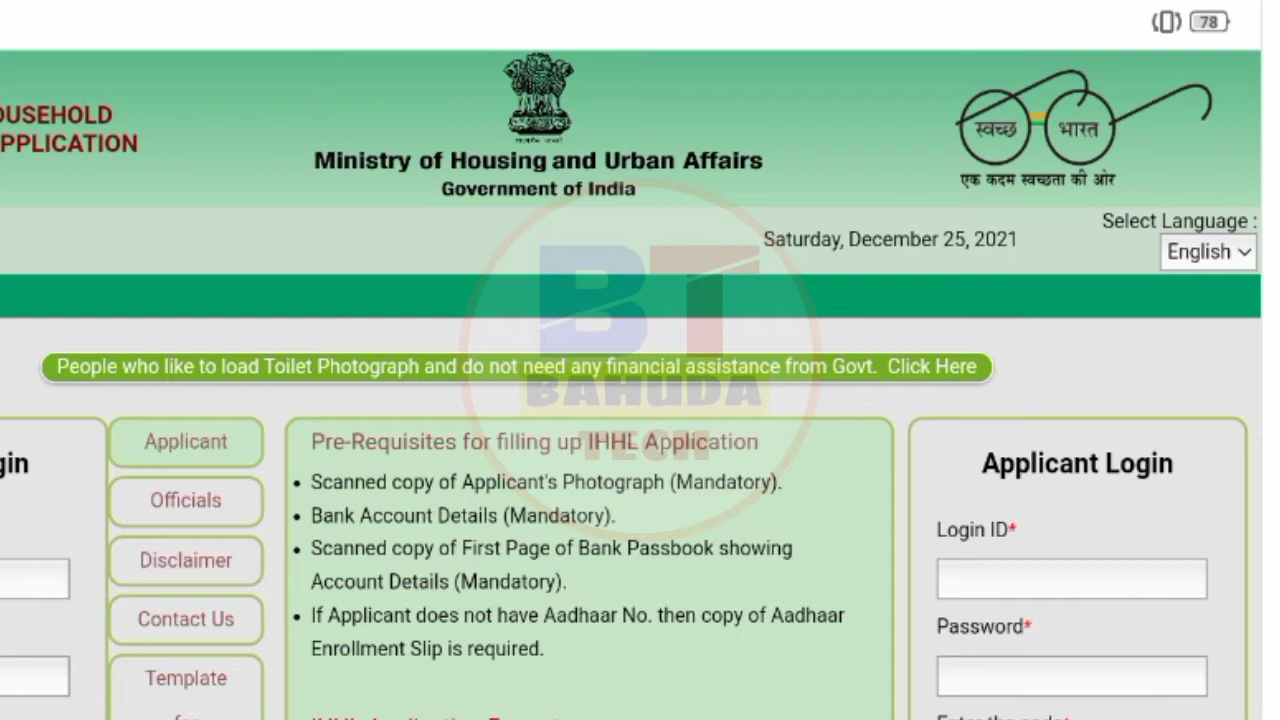 78
OUSEHOLD
PPLICATION
Ministry of Housing and Urban Affairs
Government of India
स्वच्छ भारत
एक कदम स्वच्छता की ओर
Select Language :
Saturday, December 25, 2021
English
People who like to load Toilet Photograph and do not need any financial assistance from Govt. Click Here
BT
BAHUDA
TECH
gin
Applicant
Officials
Disclaimer
Contact Us
Template
Pre-Requisites for filling up IHHL Application
• Scanned copy of Applicant's Photograph (Mandatory).
• Bank Account Details (Mandatory).
• Scanned copy of First Page of Bank Passbook showing
Account Details (Mandatory).
• If Applicant does not have Aadhaar No. then copy of Aadhaar
Enrollment Slip is required.
Applicant Login
Login ID*
Password*
Enter the code*